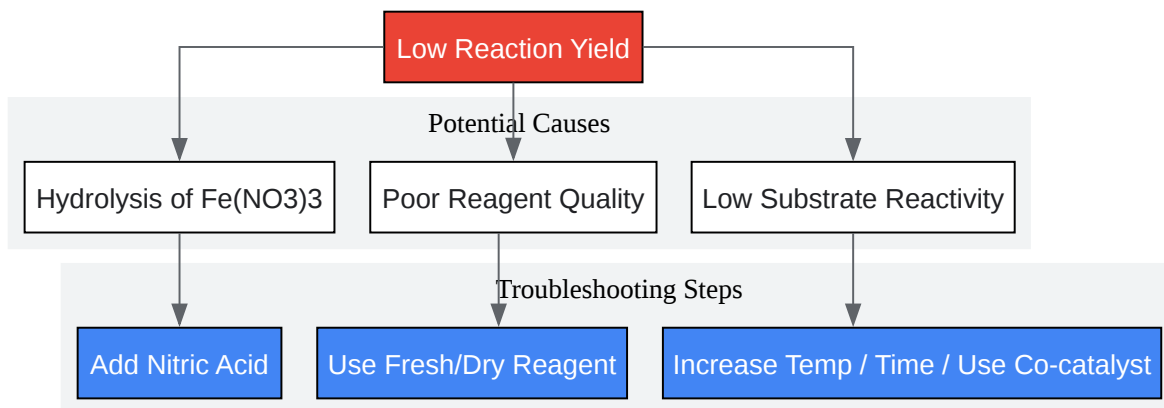 Low Reaction Yield
Potential Causes
Hydrolysis of Fe(NO3)3
Poor Reagent Quality
Low Substrate Reactivity
Troubleshooting Steps
Add Nitric Acid
Use Fresh/Dry Reagent
Increase Temp / Time / Use Co-catalyst